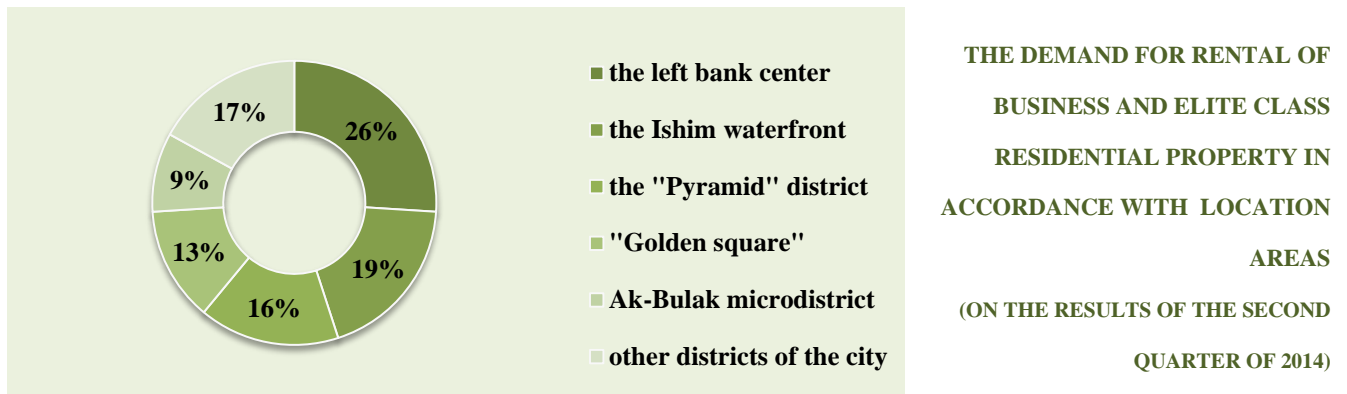 17%
26%
9%
13%
19%
16%
the left bank center
the Ishim waterfront
the "Pyramid" district
"Golden square"
Ak-Bulak microdistrict
other districts of the city
THE DEMAND FOR RENTAL OF
BUSINESS AND ELITE CLASS
RESIDENTIAL PROPERTY IN
ACCORDANCE WITH LOCATION
AREAS
(ON THE RESULTS OF THE SECOND
QUARTER OF 2014)